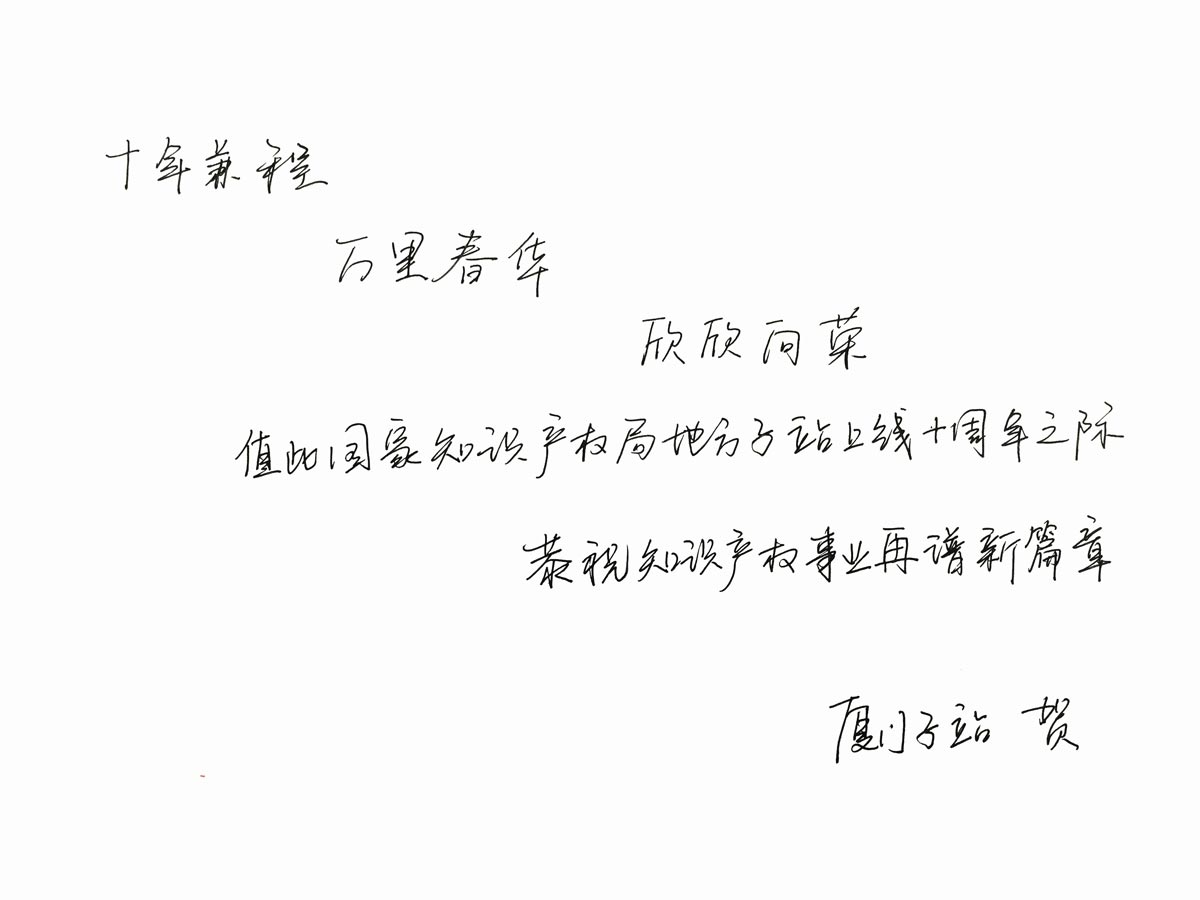 十年兼程
万里春华
欣欣向荣
值此国家知识产权局地方子站上线十周年之际
恭祝知识产权事业再谱新篇章
厦门子站 贺